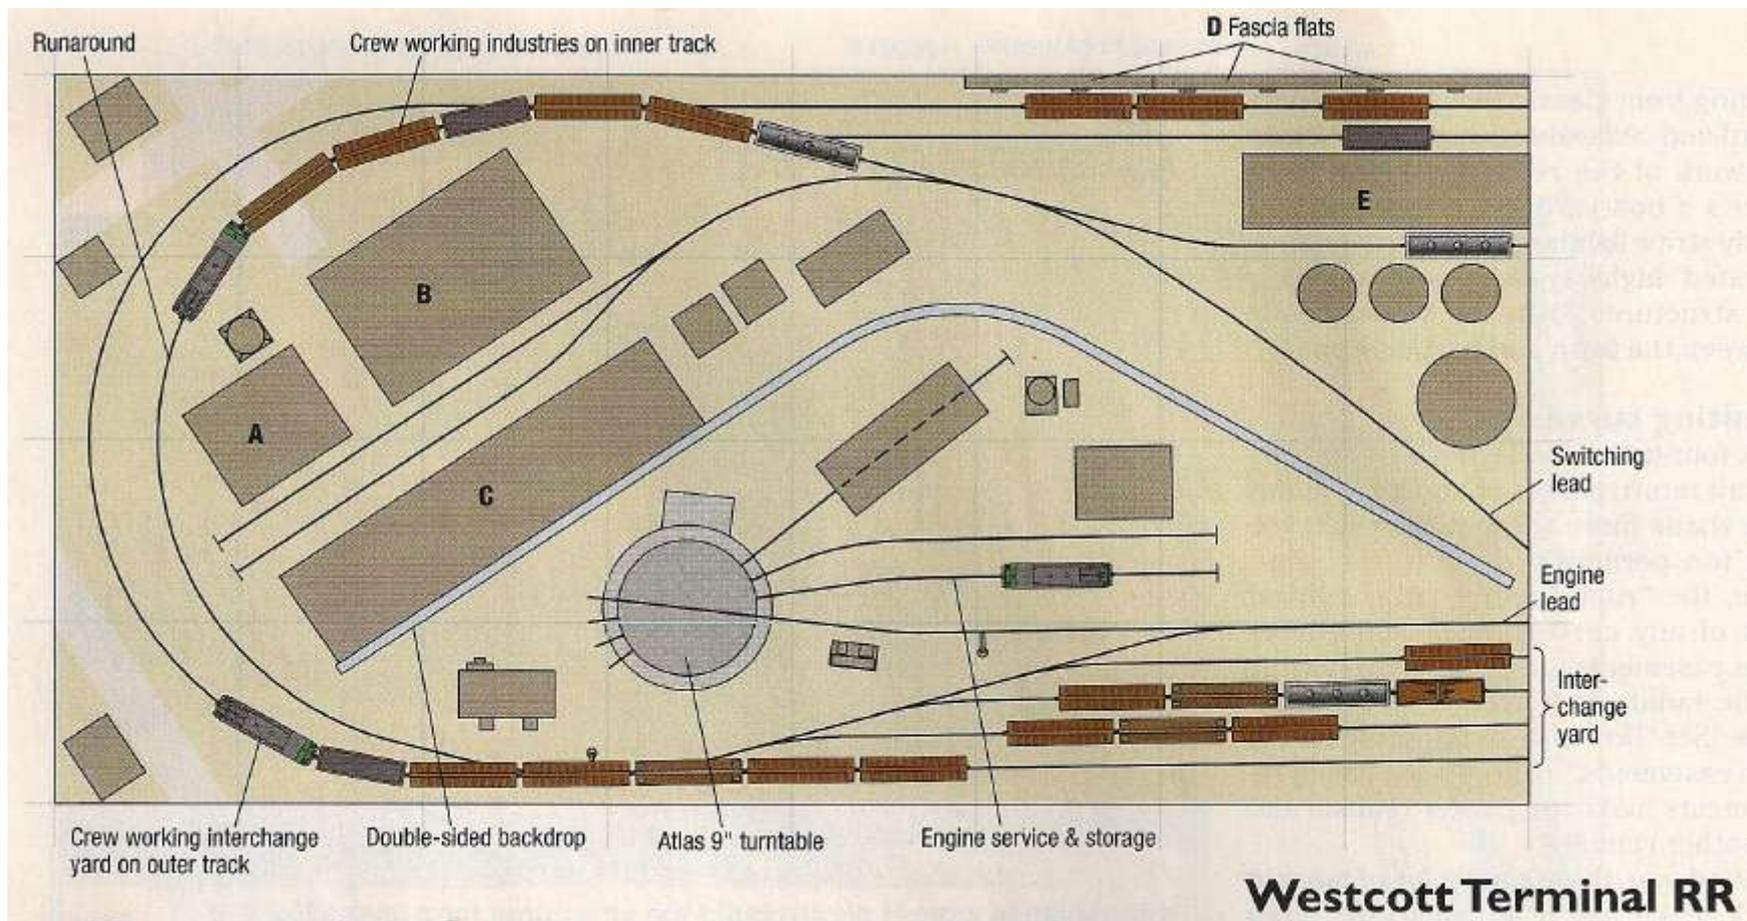 Runaround
Crew working industries on inner track
D Fascia flats
E
B
A
C
Switching
lead
Engine
lead
Inter-
change
yard
Crew working interchange
yard on outer track
Double-sided backdrop
Atlas 9" turntable
Engine service & storage
Westcott Terminal RR